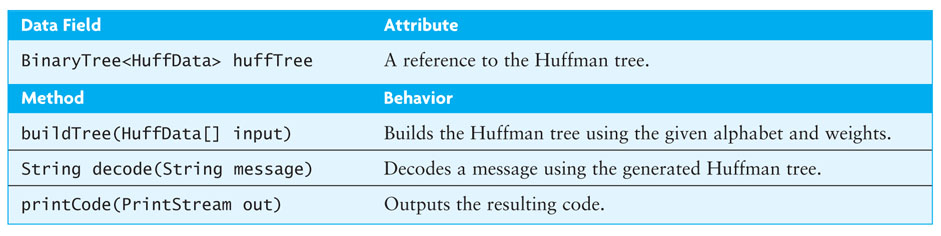 Data Field Attribute
BinaryTree<HuffData> huffTree A reference to the Huffman tree.
Method Behavior
buildTree(HuffData[] input) Builds the Huffman tree using the given alphabet and weights.
String decode(String message) Decodes a message using the generated Huffman tree.
printCode(PrintStream out) Outputs the resulting code.